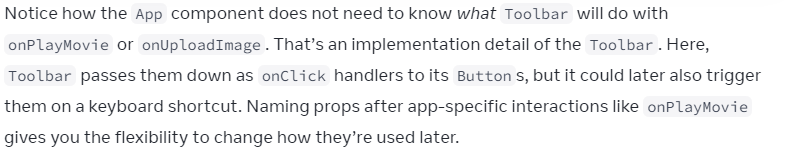 Notice how the App component does not need to know what Toolbar will do with
onPlayMovie or onUploadImage. That’s an implementation detail of the Toolbar. Here,
Toolbar passes them down as onClick handlers to its Buttons, but it could later also trigger
them on a keyboard shortcut. Naming props after app-specific interactions like onPlayMovie
gives you the flexibility to change how they’re used later.